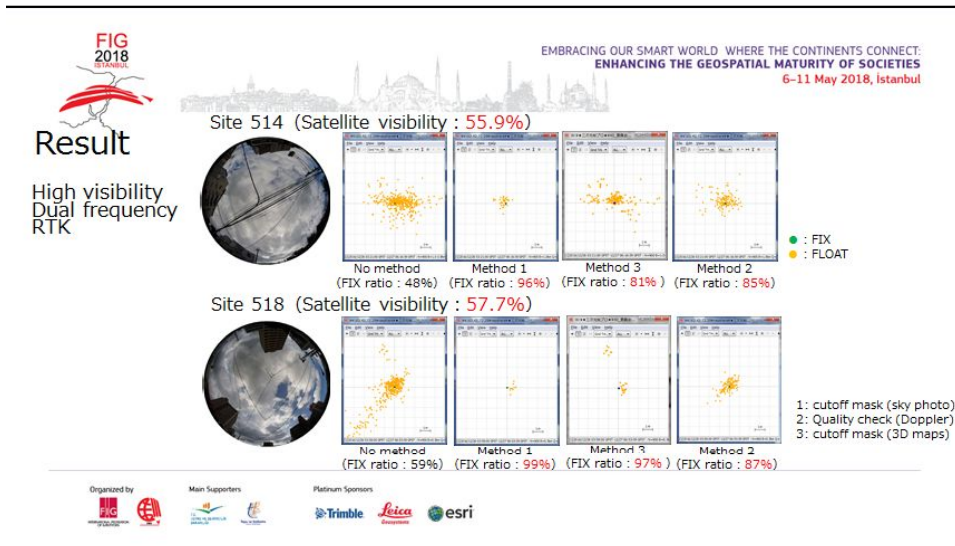 FIG
2018
ISTANBUL
EMBRACING OUR SMART WORLD WHERE THE CONTINENTS CONNECT:
ENHANCING THE GEOSPATIAL MATURITY OF SOCIETIES
6–11 May 2018, İstanbul
Result
High visibility
Dual frequency
RTK
Site 514 (Satellite visibility : 55.9%)
No method
(FIX ratio : 48%)
Method 1
(FIX ratio : 96%)
Method 3
(FIX ratio : 81% )
Method 2
(FIX ratio : 85%)
: FIX
: FLOAT
Site 518 (Satellite visibility : 57.7%)
No method
(FIX ratio : 59%)
Method 1
(FIX ratio : 99%)
Method 3
(FIX ratio : 97% )
Method 2
(FIX ratio : 87%)
1: cutoff mask (sky photo)
2: Quality check (Doppler)
3: cutoff mask (3D maps)
Organized by
FIG
Main Supporters
Platinum Sponsors
Trimble
Leica
Geosystems
esri